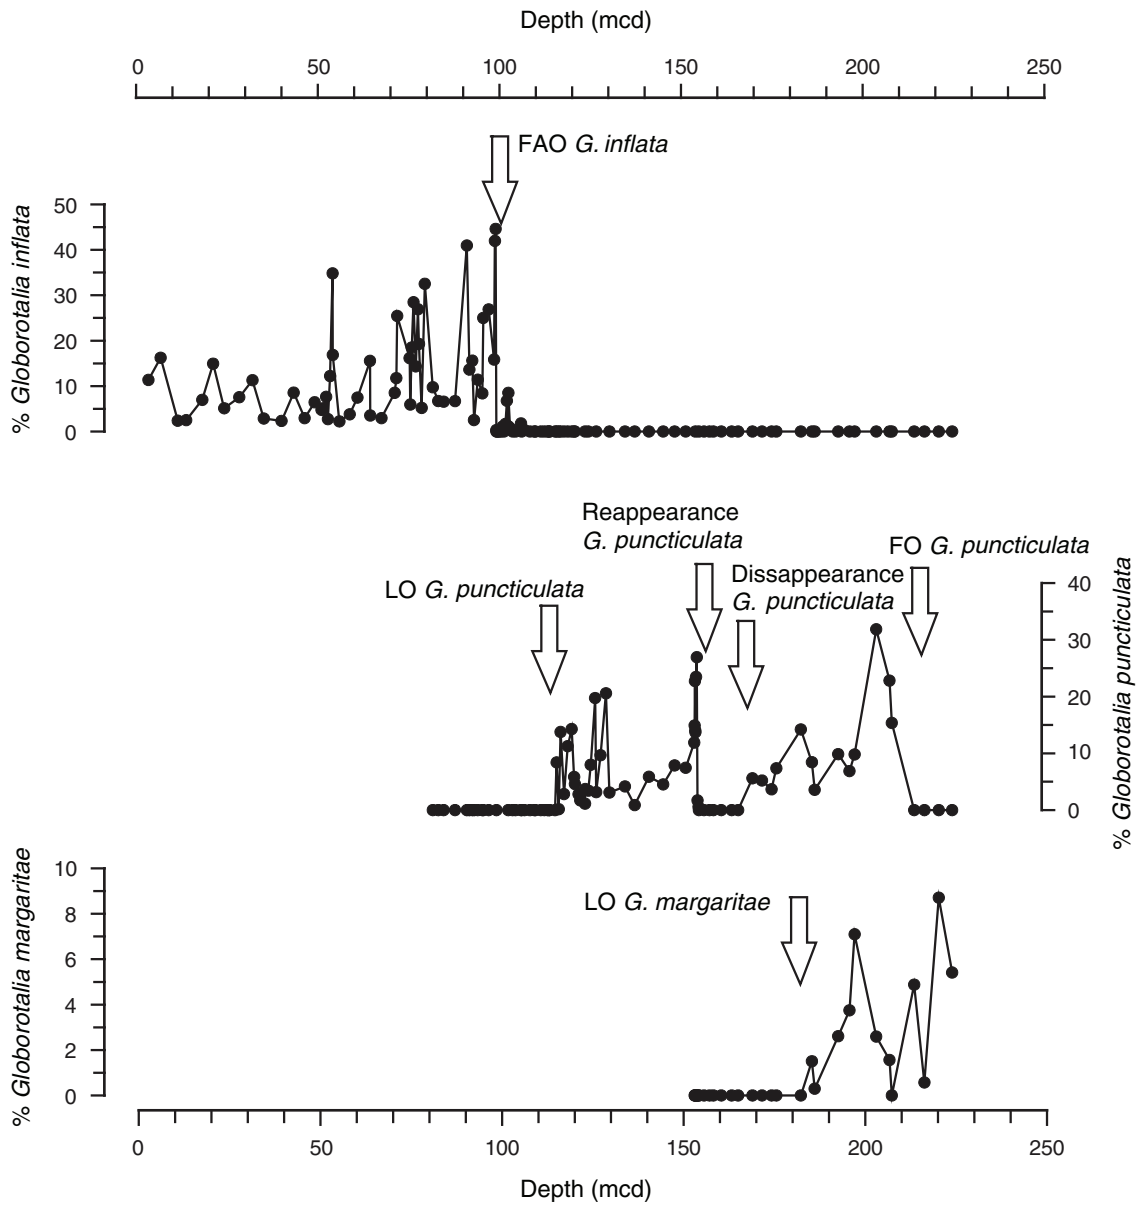 Depth (mcd)
0 50 100 150 200 250
FAO G. inflata
% Globorotalia inflata
50
40
30
20
10
0
Reappearance
G. puncticulata
FO G. puncticulata
Dissappearance
G. puncticulata
LO G. puncticulata
40
30
20
10
0
% Globorotalia puncticulata
% Globorotalia margaritae
10
8
6
4
2
0
LO G. margaritae
0 50 100 150 200 250
Depth (mcd)